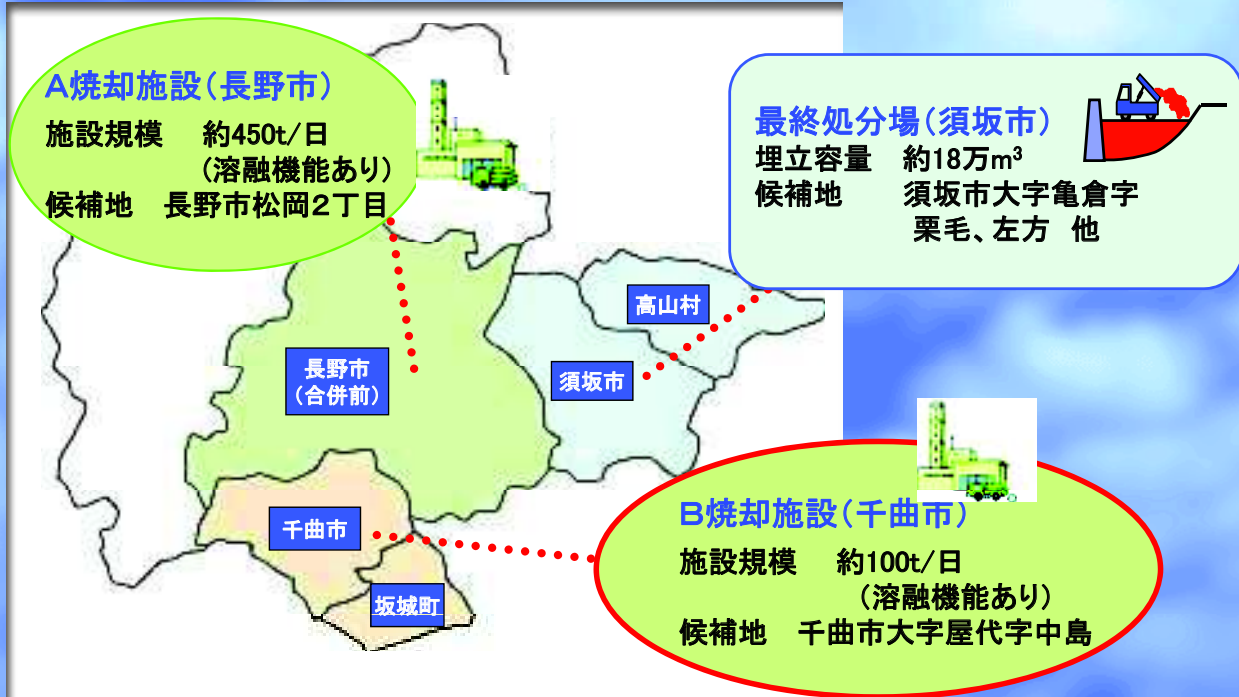 A焼却施設(長野市)
施設規模 約450t/日
(溶融機能あり)
候補地 長野市松岡2丁目
最終処分場(須坂市)
埋立容量 約18万m³
候補地 須坂市大字亀倉字
栗毛、左方 他
高山村
長野市
(合併前)
須坂市
千曲市
坂城町
B焼却施設(千曲市)
施設規模 約100t/日
(溶融機能あり)
候補地 千曲市大字屋代字中島